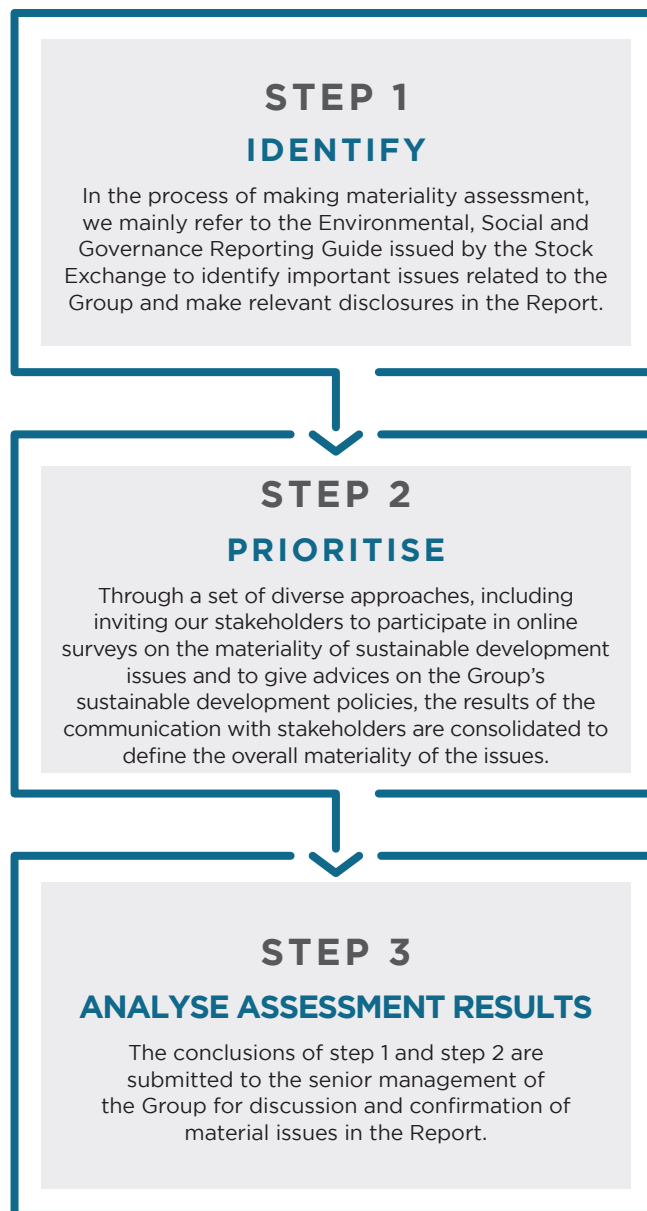 STEP 1
IDENTIFY
In the process of making materiality assessment,
we mainly refer to the Environmental, Social and
Governance Reporting Guide issued by the Stock
Exchange to identify important issues related to the
Group and make relevant disclosures in the Report.
STEP 2
PRIORITISE
Through a set of diverse approaches, including
inviting our stakeholders to participate in online
surveys on the materiality of sustainable development
issues and to give advices on the Group’s
sustainable development policies, the results of the
communication with stakeholders are consolidated to
define the overall materiality of the issues.
STEP 3
ANALYSE ASSESSMENT RESULTS
The conclusions of step 1 and step 2 are
submitted to the senior management of
the Group for discussion and confirmation of
material issues in the Report.